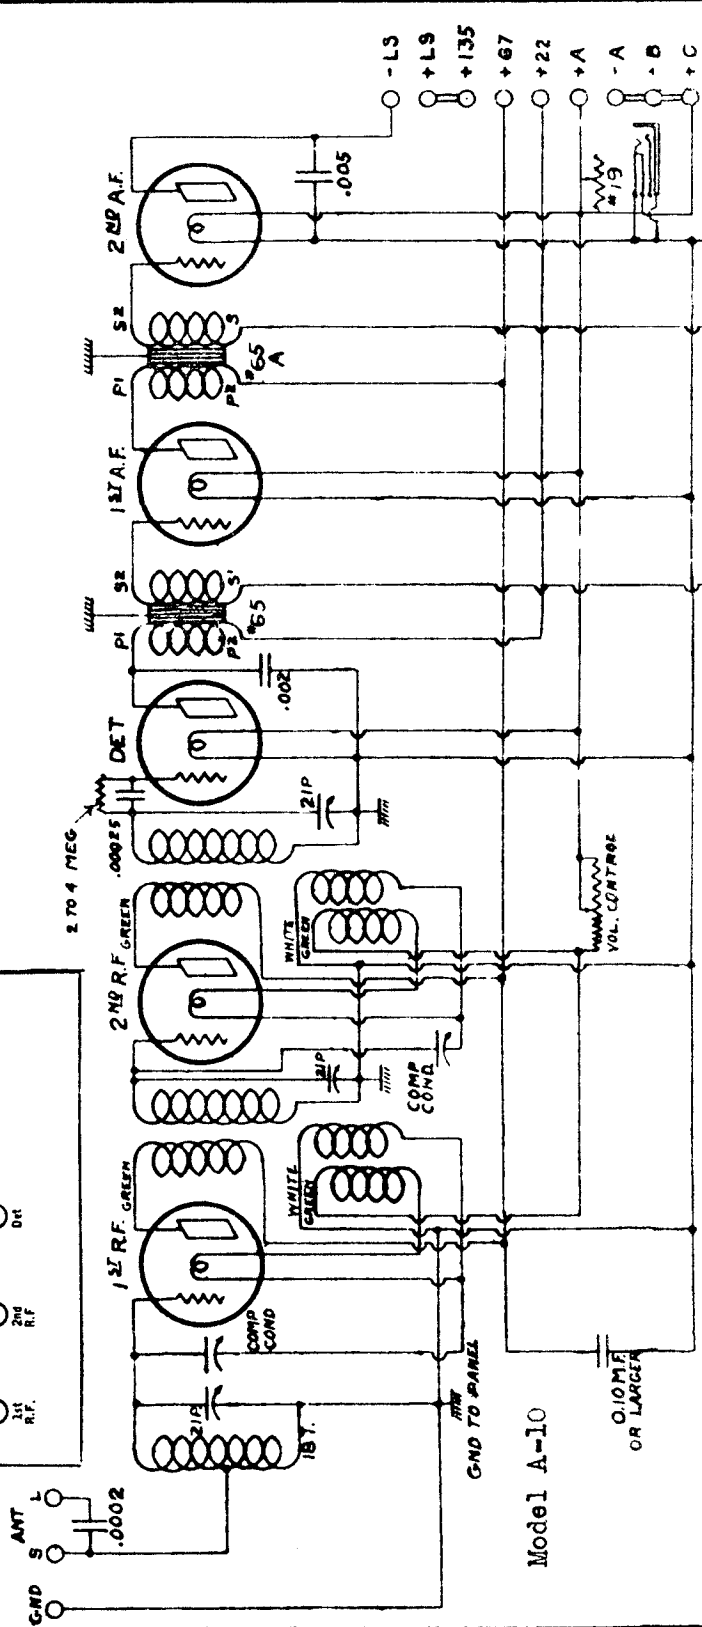 GND
ANT
S
L
.0002
1st
R.F.
2nd
R.F
Det
1ST R.F. GREEN
2ND R.F GREEN
DET
1ST A.F.
2ND A.F.
2 TO 4 MEG
.00025
P1
S2
P1
S2
P2
S'
#65
P2
S
#65
A
.002
.005
21P
18T.
COMP
COND
WHITE
GREEN
21P
COMP
COND
WHITE
GREEN
21P
GND TO PANEL
VOL. CONTROL
#19
0.10 M.F.
OR LARGER
Model A-10
-LS
+LS
+135
+67
+22
+A
-A
-B
+C